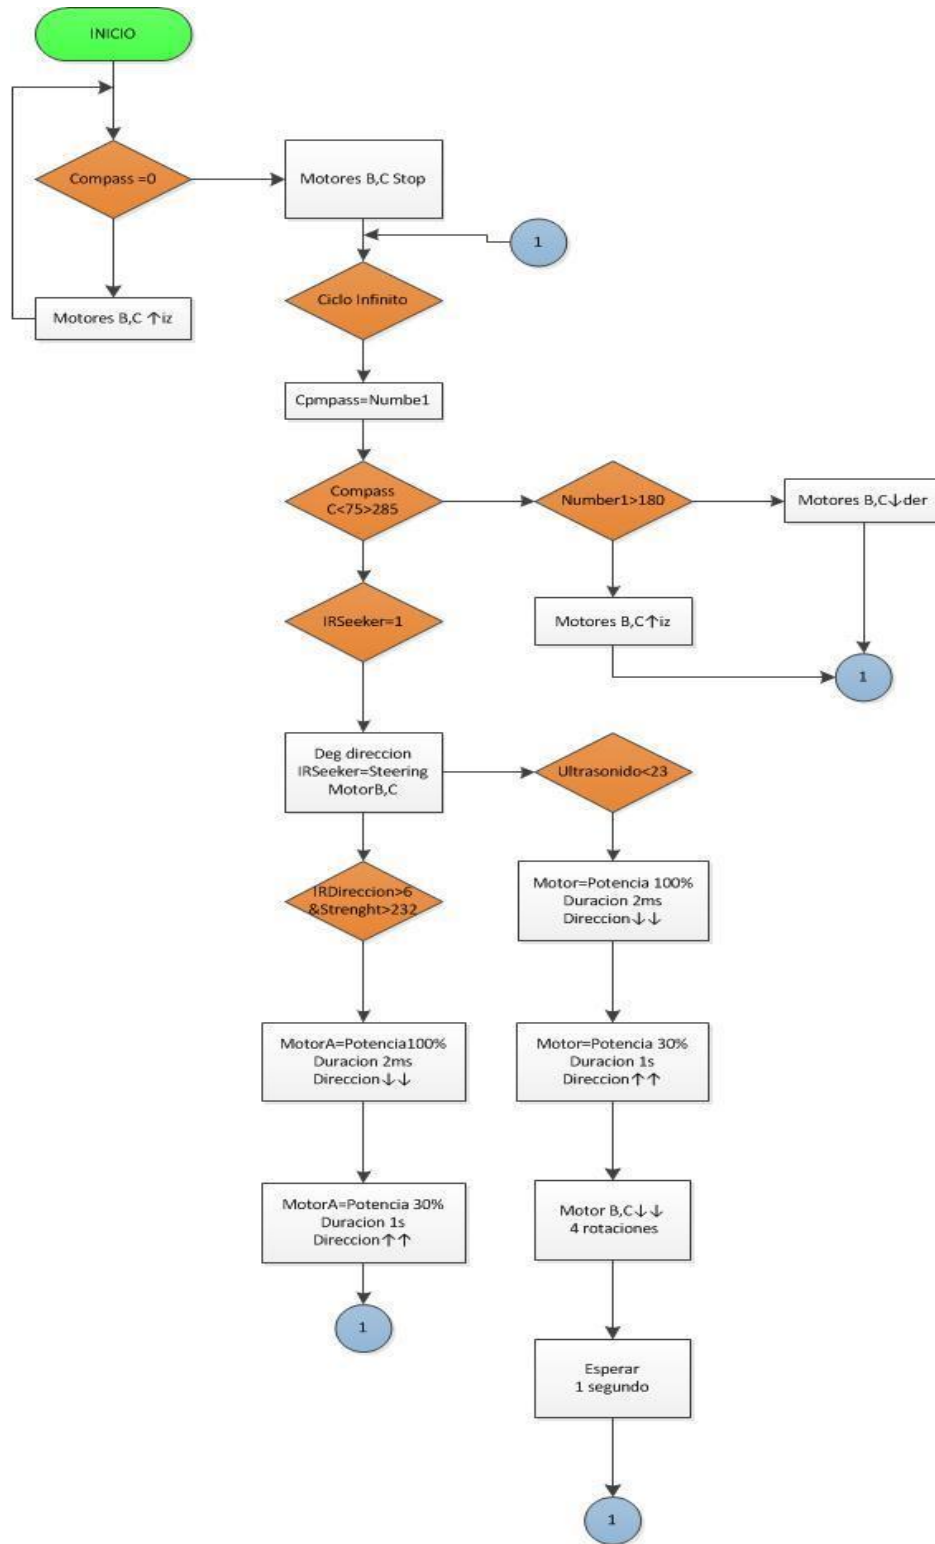 INICIO
Compass =0
Motores B,C Stop
1
Ciclo Infinito
Motores B,C ↑iz
Cpmpass=Numbe1
Compass
C<75>285
Number1>180
Motores B,C↓der
IRSeeker=1
Motores B,C↑iz
1
Deg direccion
IRSeeker=Steering
MotorB,C
Ultrasonido<23
IRDireccion>6
&Strenght>232
Motor=Potencia 100%
Duracion 2ms
Direccion↓↓
MotorA=Potencia100%
Duracion 2ms
Direccion↓↓
Motor=Potencia 30%
Duracion 1s
Direccion↑↑
MotorA=Potencia 30%
Duracion 1s
Direccion↑↑
Motor B,C↓↓
4 rotaciones
1
Esperar
1 segundo
1